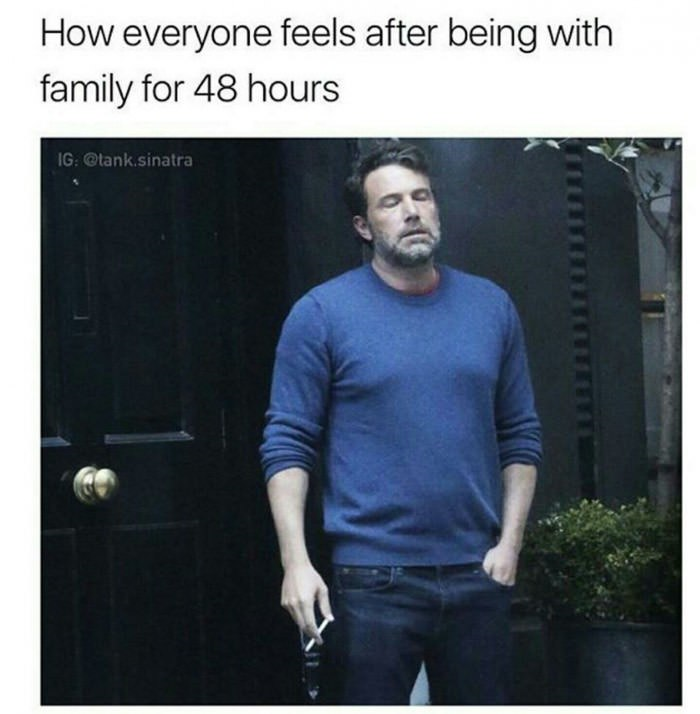 How everyone feels after being with
family for 48 hours
IG: @tank.sinatra